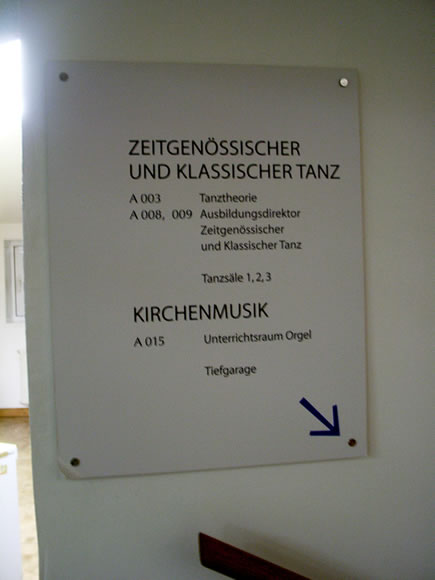 ZEITGENÖSSISCHER
UND KLASSISCHER TANZ
A 003 Tanztheorie
A 008, 009 Ausbildungsdirektor
Zeitgenössischer
und Klassischer Tanz
Tanzsäle 1, 2, 3
KIRCHENMUSIK
A 015 Unterrichtsraum Orgel
Tiefgarage